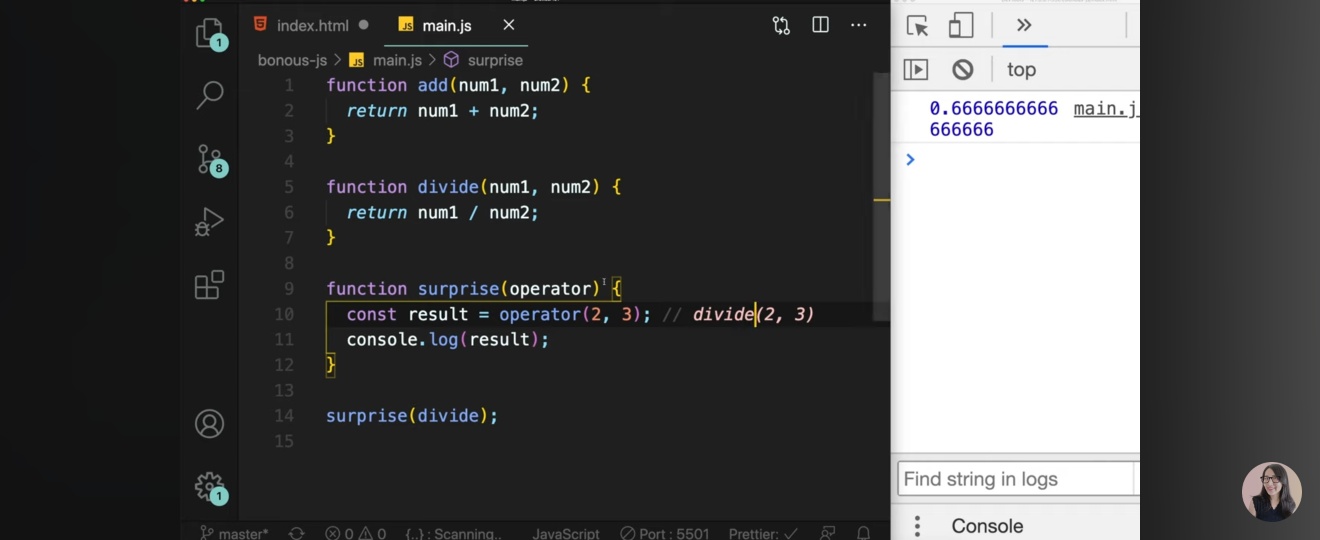 index.html
JS main.js
bonous-js > JS main.js > surprise
1 function add(num1, num2) {
2 return num1 + num2;
3 }
4
5 function divide(num1, num2) {
6 return num1 / num2;
7 }
8
9 function surprise(operator) {
10 const result = operator(2, 3); // divide(2, 3)
11 console.log(result);
12 }
13
14 surprise(divide);
15
1
8
1
master* 0 0 {..} : Scanning.. JavaScript Port : 5501 Prettier:
top
0.6666666666 main.j
666666
>
Find string in logs
Console